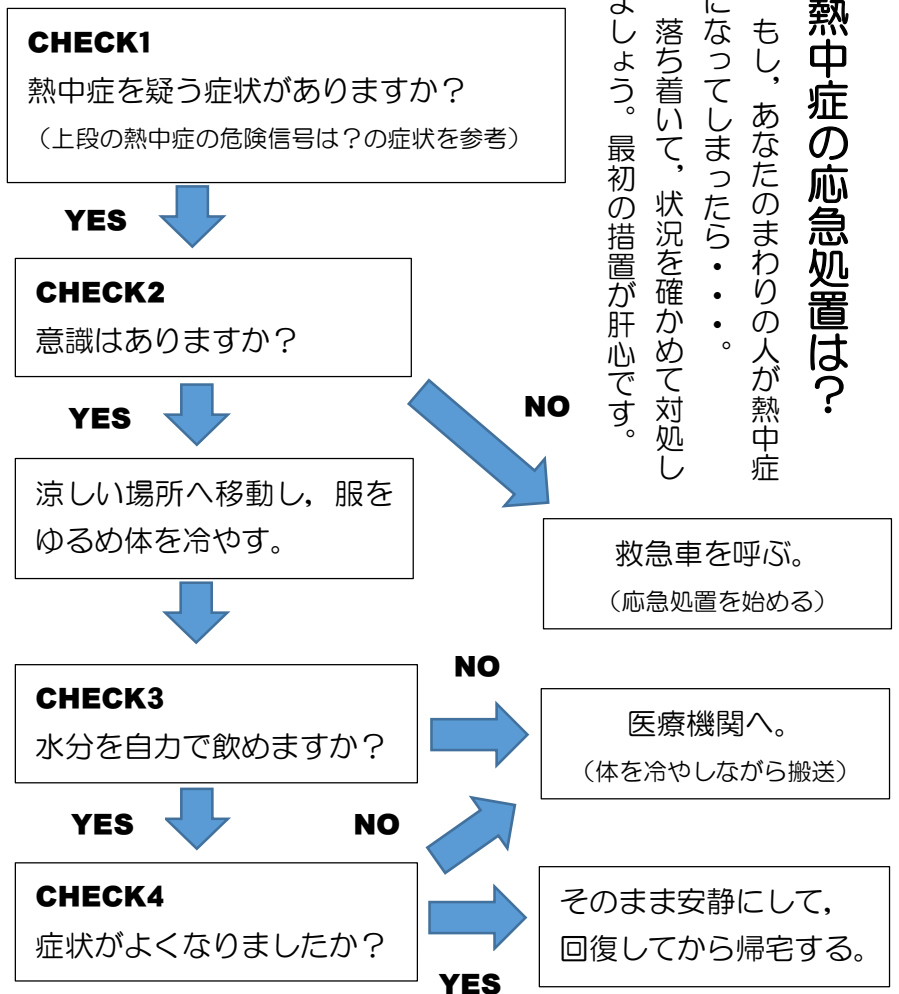 熱中症の応急処置は？
もし，あなたのまわりの人が熱中症
になってしまったら・・・。
落ち着いて，状況を確かめて対処し
ましょう。最初の措置が肝心です。
CHECK1
熱中症を疑う症状がありますか？
（上段の熱中症の危険信号は？の症状を参考）
YES
CHECK2
意識はありますか？
YES
NO
涼しい場所へ移動し，服を
ゆるめ体を冷やす。
救急車を呼ぶ。
（応急処置を始める）
CHECK3
水分を自力で飲めますか？
NO
医療機関へ。
（体を冷やしながら搬送）
YES
NO
CHECK4
症状がよくなりましたか？
YES
そのまま安静にして，
回復してから帰宅する。